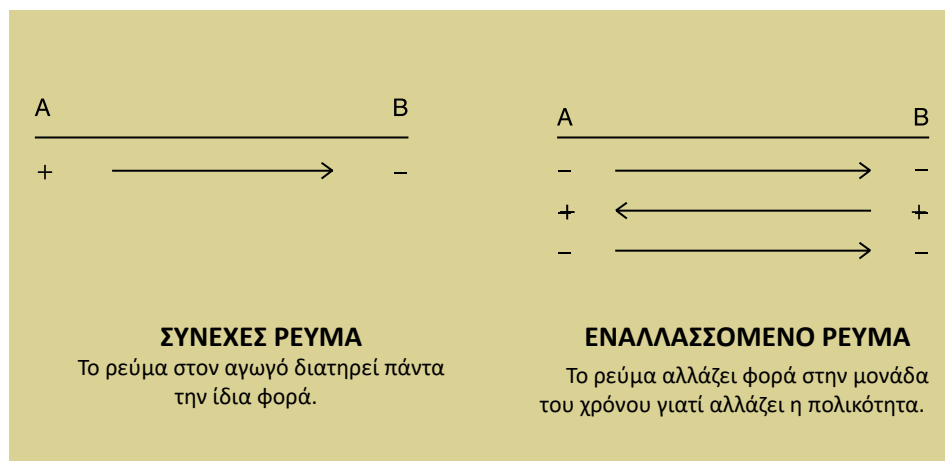 A B
+ −
ΣΥΝΕΧΕΣ ΡΕΥΜΑ
Το ρεύμα στον αγωγό διατηρεί πάντα
την ίδια φορά.
A B
− −
+ +
− −
ΕΝΑΛΛΑΣΣΟΜΕΝΟ ΡΕΥΜΑ
Το ρεύμα αλλάζει φορά στην μονάδα
του χρόνου γιατί αλλάζει η πολικότητα.